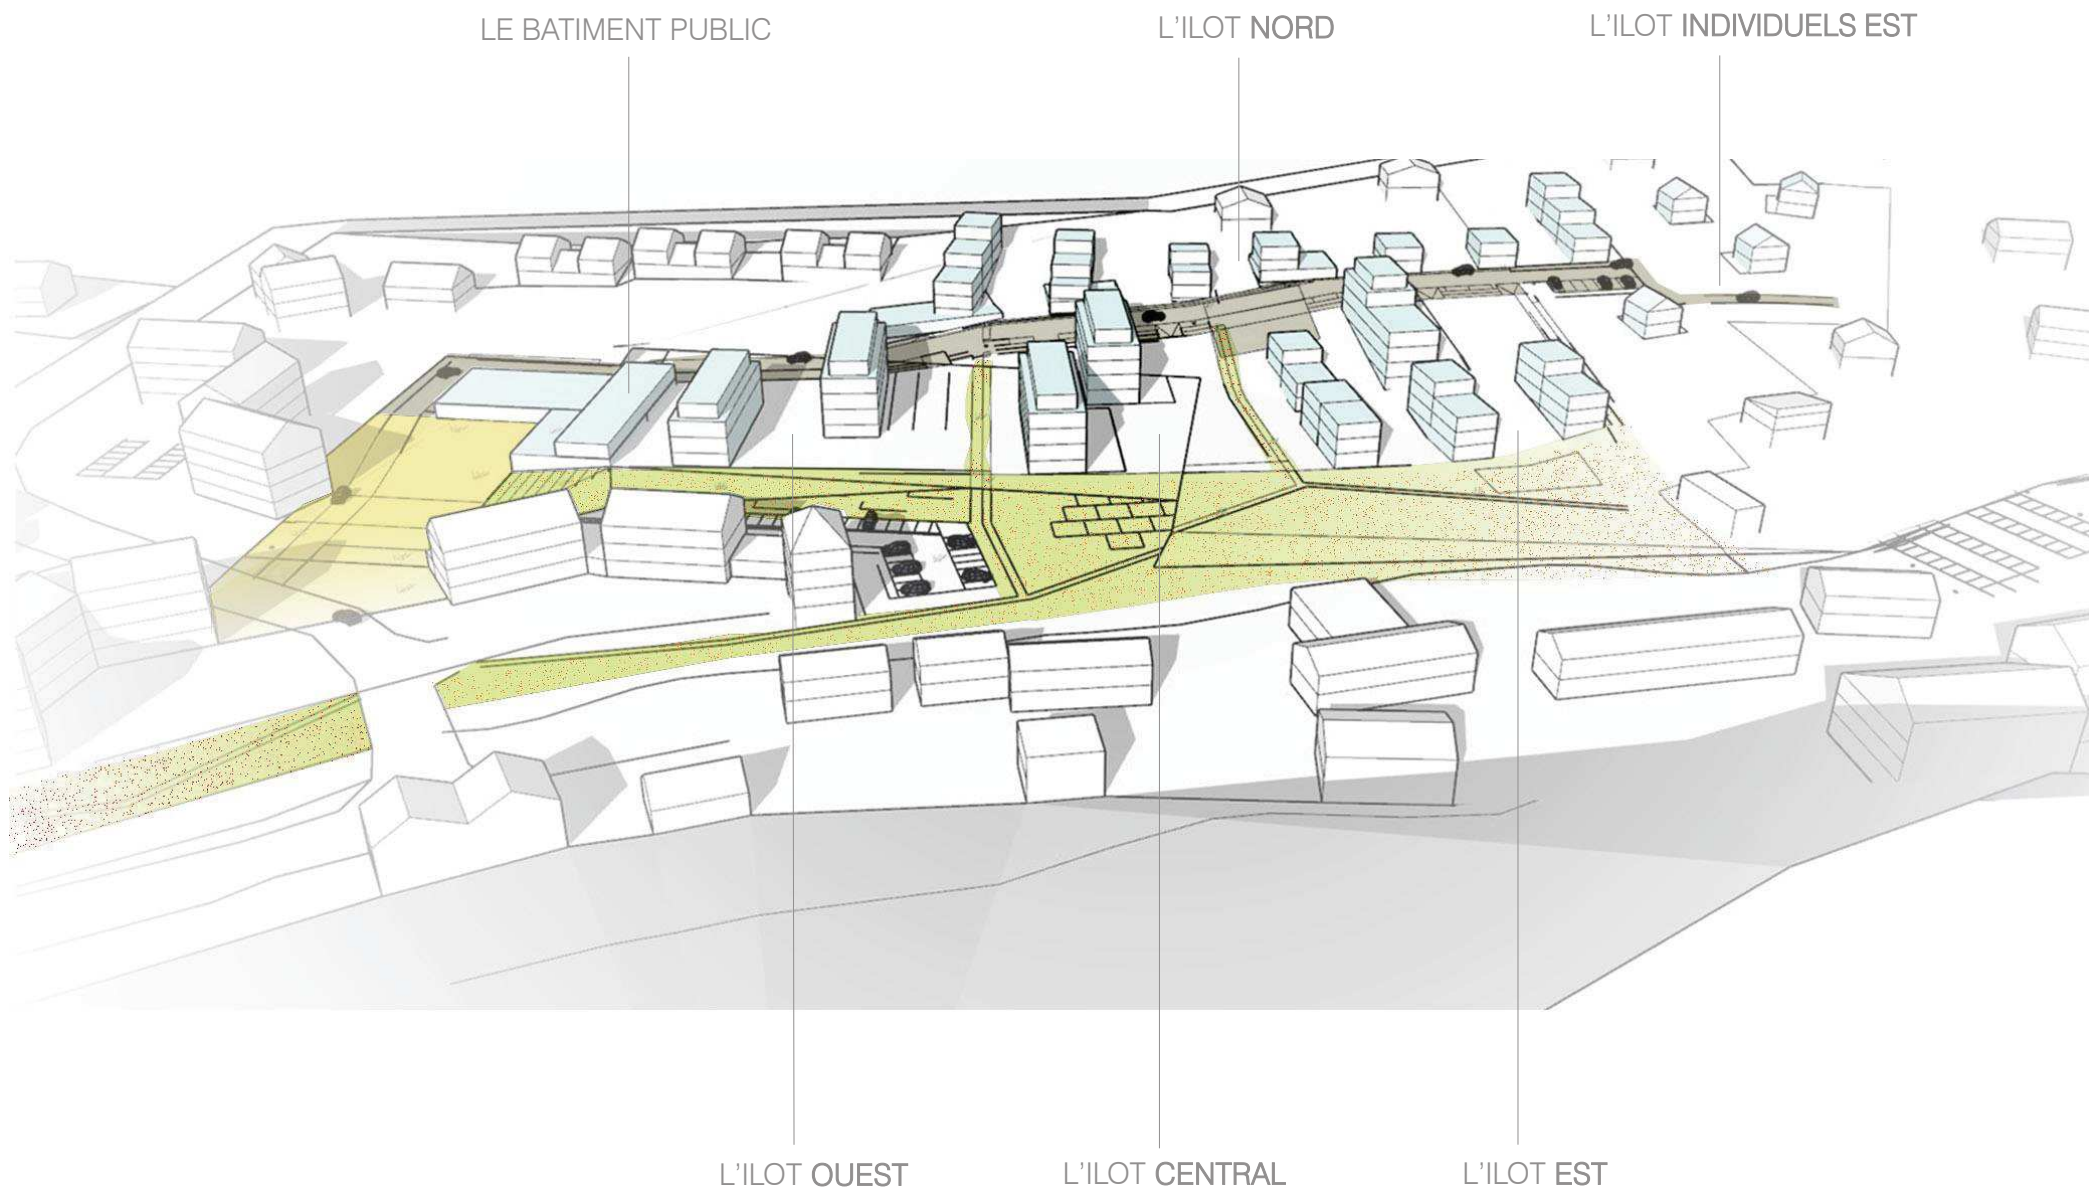 LE BATIMENT PUBLIC
L'ILOT NORD
L'ILOT INDIVIDUELS EST
L'ILOT OUEST
L'ILOT CENTRAL
L'ILOT EST